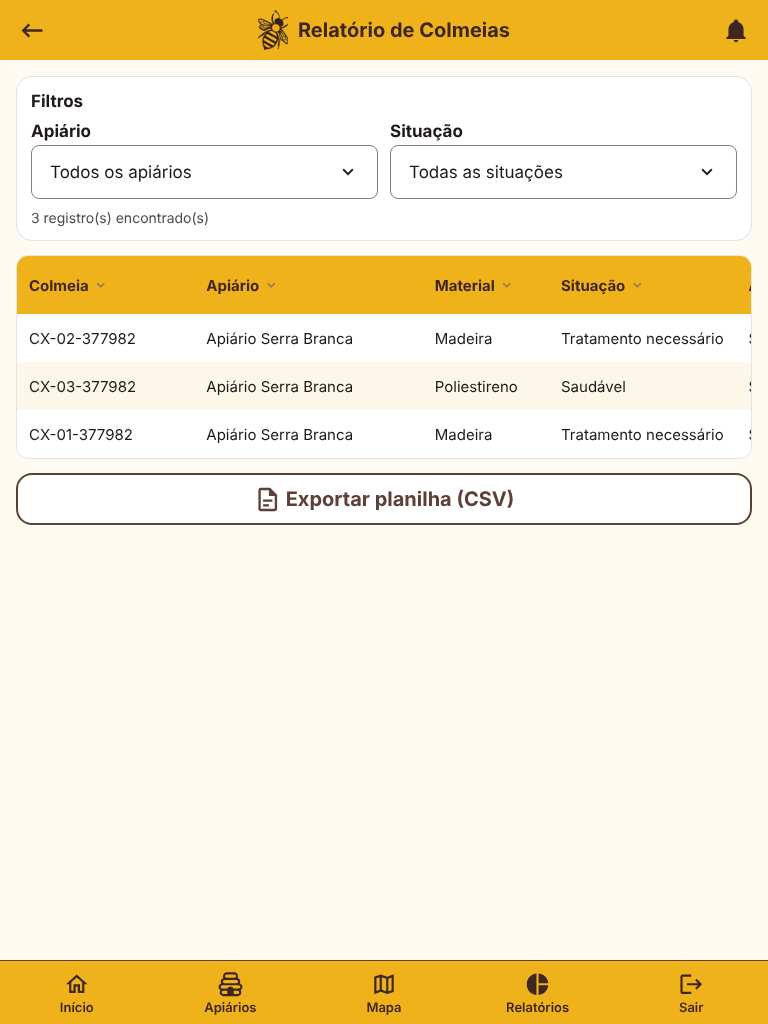 Relatório de Colmeias
Filtros
Apiário Situação
Todos os apiários Todas as situações
3 registro(s) encontrado(s)
Colmeia Apiário Material Situação
CX-02-377982 Apiário Serra Branca Madeira Tratamento necessário
CX-03-377982 Apiário Serra Branca Poliestireno Saudável
CX-01-377982 Apiário Serra Branca Madeira Tratamento necessário
Exportar planilha (CSV)
Início Apiários Mapa Relatórios Sair